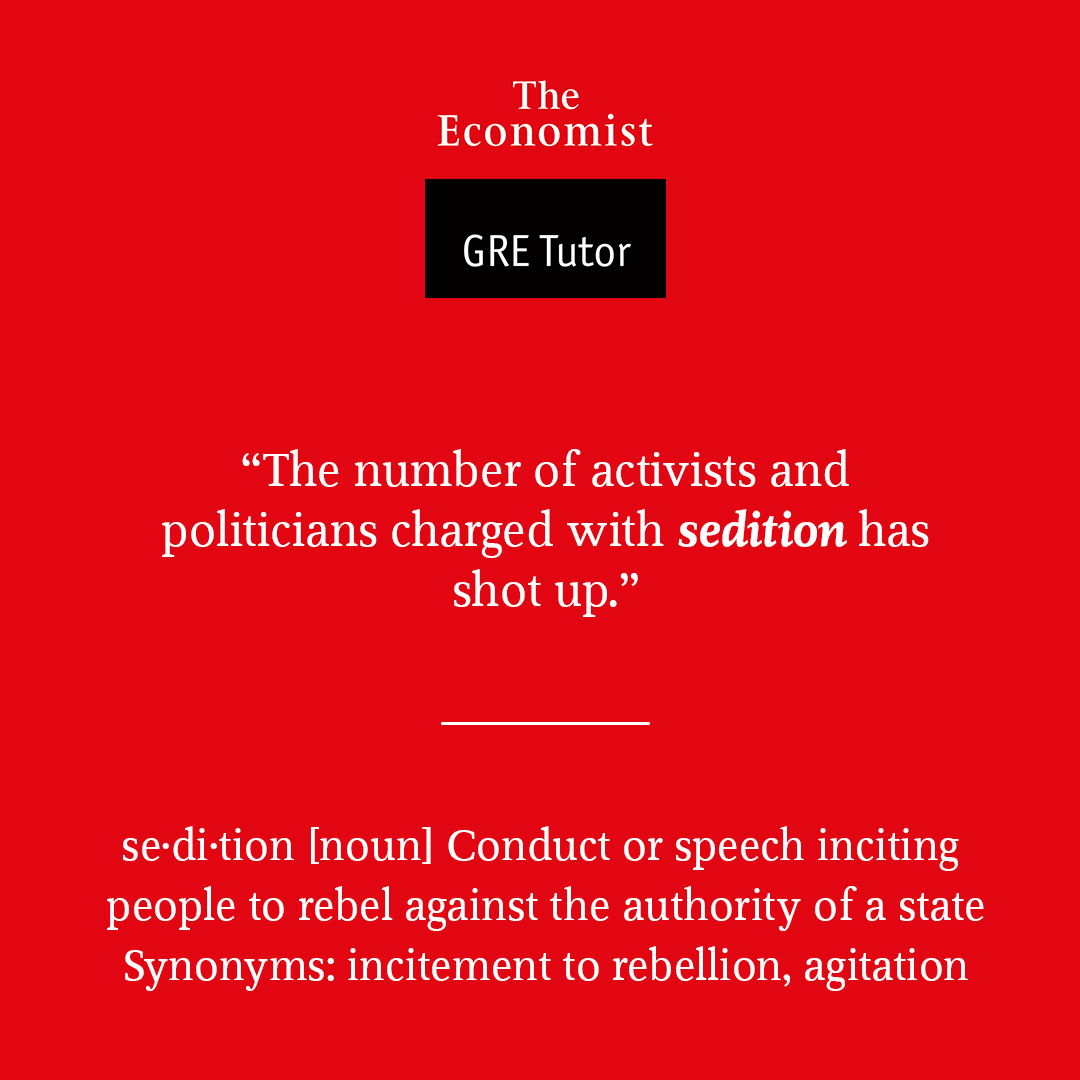 The
Economist
GRE Tutor
“The number of activists and
politicians charged with sedition has
shot up.”
se·di·tion [noun] Conduct or speech inciting
people to rebel against the authority of a state
Synonyms: incitement to rebellion, agitation